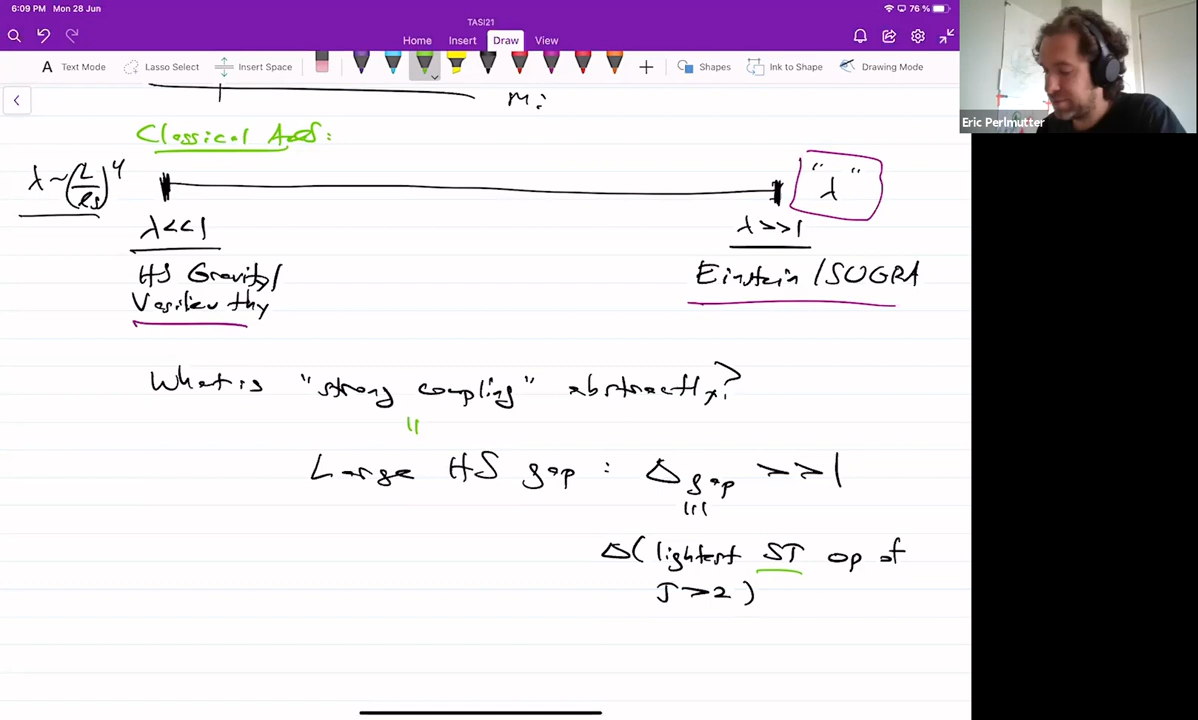 6:09 PM Mon 28 Jun
76 %
TASI21
Home Insert Draw View
Text Mode Lasso Select Insert Space Shapes Ink to Shape Drawing Mode
Eric Perlmutter
Classical AdS:
λ ~ (L/ls)^4
"λ"
λ<<1
λ>>1
HS Gravity/
Vasiliev thy
Einstein/SUGRA
What is "strong coupling" abstractly?
Large HS gap : Δgap >>1
Δ(lightest ST op of
J>2)